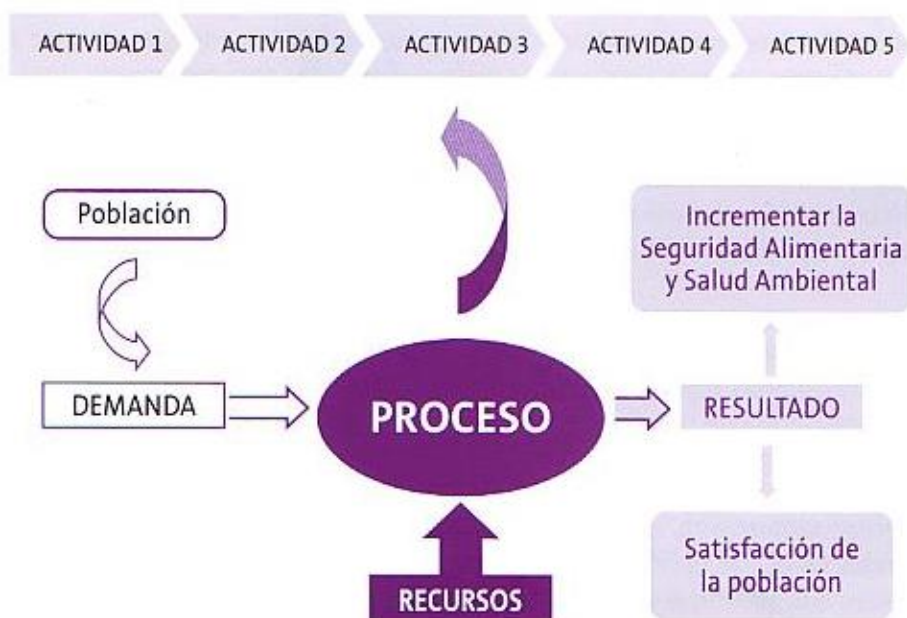 ACTIVIDAD 1
ACTIVIDAD 2
ACTIVIDAD 3
ACTIVIDAD 4
ACTIVIDAD 5
Población
Incrementar la
Seguridad Alimentaria
y Salud Ambiental
DEMANDA
PROCESO
RESULTADO
Satisfacción de
la población
RECURSOS